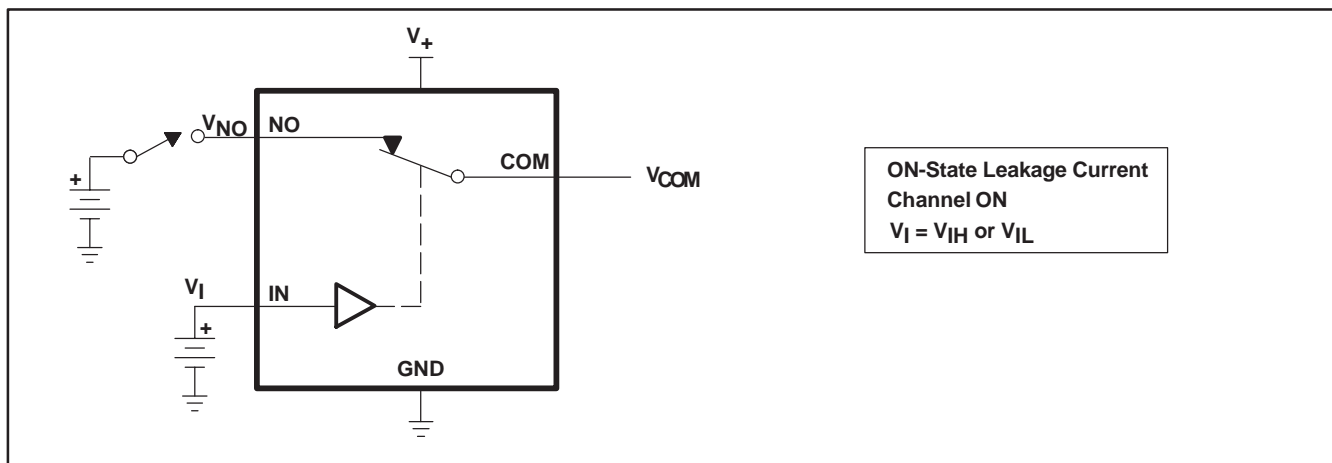 V+
VNO NO
+
COM
VCOM
VI IN
+
GND
ON-State Leakage Current
Channel ON
VI = VIH or VIL